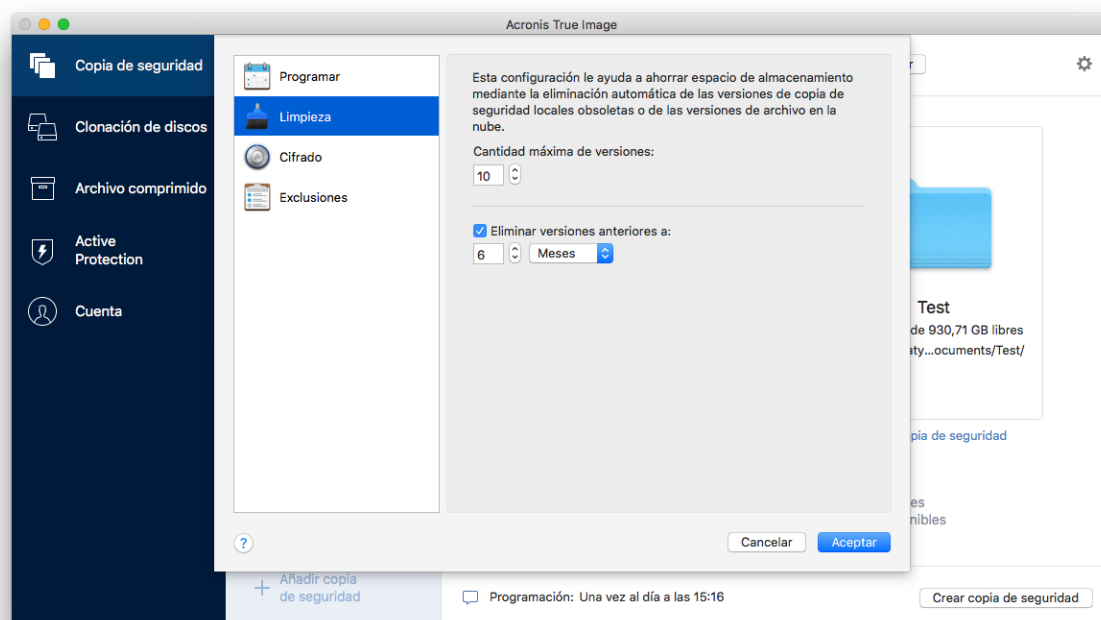 Acronis True Image
Copia de seguridad
Clonación de discos
Archivo comprimido
Active
Protection
Cuenta
Programar
Limpieza
Cifrado
Exclusiones
Esta configuración le ayuda a ahorrar espacio de almacenamiento
mediante la eliminación automática de las versiones de copia de
seguridad locales obsoletas o de las versiones de archivo en la
nube.
Cantidad máxima de versiones:
10
Eliminar versiones anteriores a:
6 Meses
?
Cancelar
Aceptar
Test
de 930,71 GB libres
aty...ocuments/Test/
pia de seguridad
es
nibles
Añadir copia
de seguridad
Programación: Una vez al día a las 15:16
Crear copia de seguridad